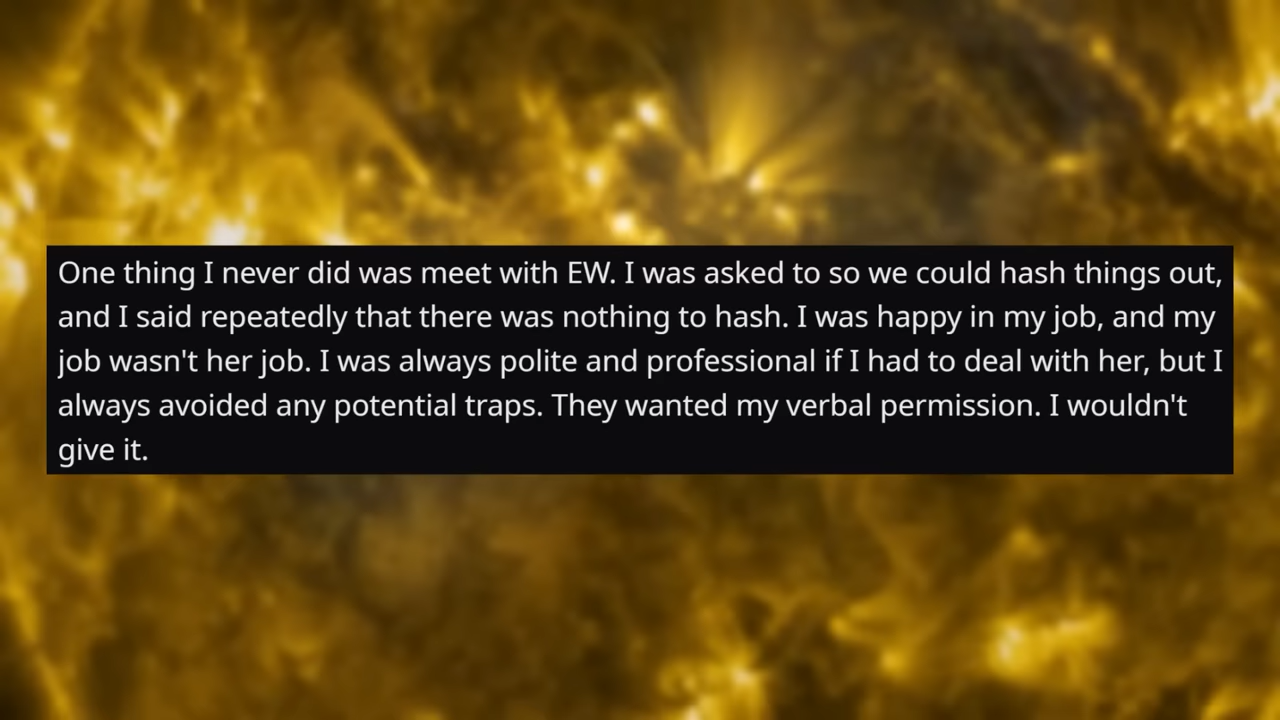 One thing I never did was meet with EW. I was asked to so we could hash things out,
and I said repeatedly that there was nothing to hash. I was happy in my job, and my
job wasn't her job. I was always polite and professional if I had to deal with her, but I
always avoided any potential traps. They wanted my verbal permission. I wouldn't
give it.